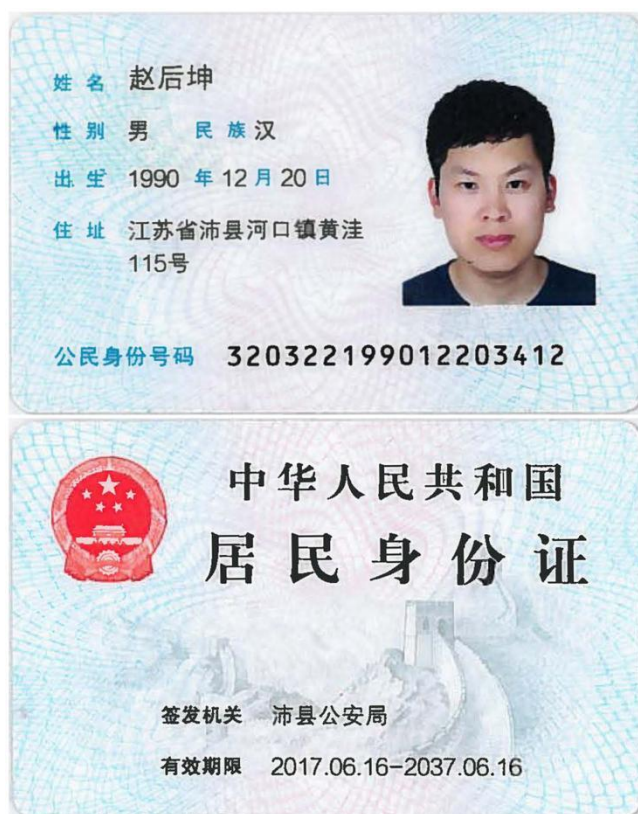 姓名 赵后坤
性别 男 民族 汉
出生 1990 年 12 月 20 日
住址 江苏省沛县河口镇黄洼
115号
公民身份号码 320322199012203412
中华人民共和国
居民身份证
签发机关 沛县公安局
有效期限 2017.06.16-2037.06.16